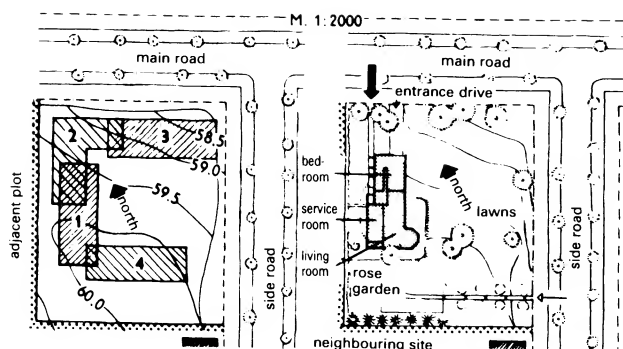 M. 1:2000
main road
main road
entrance drive
2
3
58.5
59.0
59.5
north
1
4
60.0
adjacent plot
side road
bed-
room
service
room
living
room
north
lawns
rose
garden
side road
neighbouring site